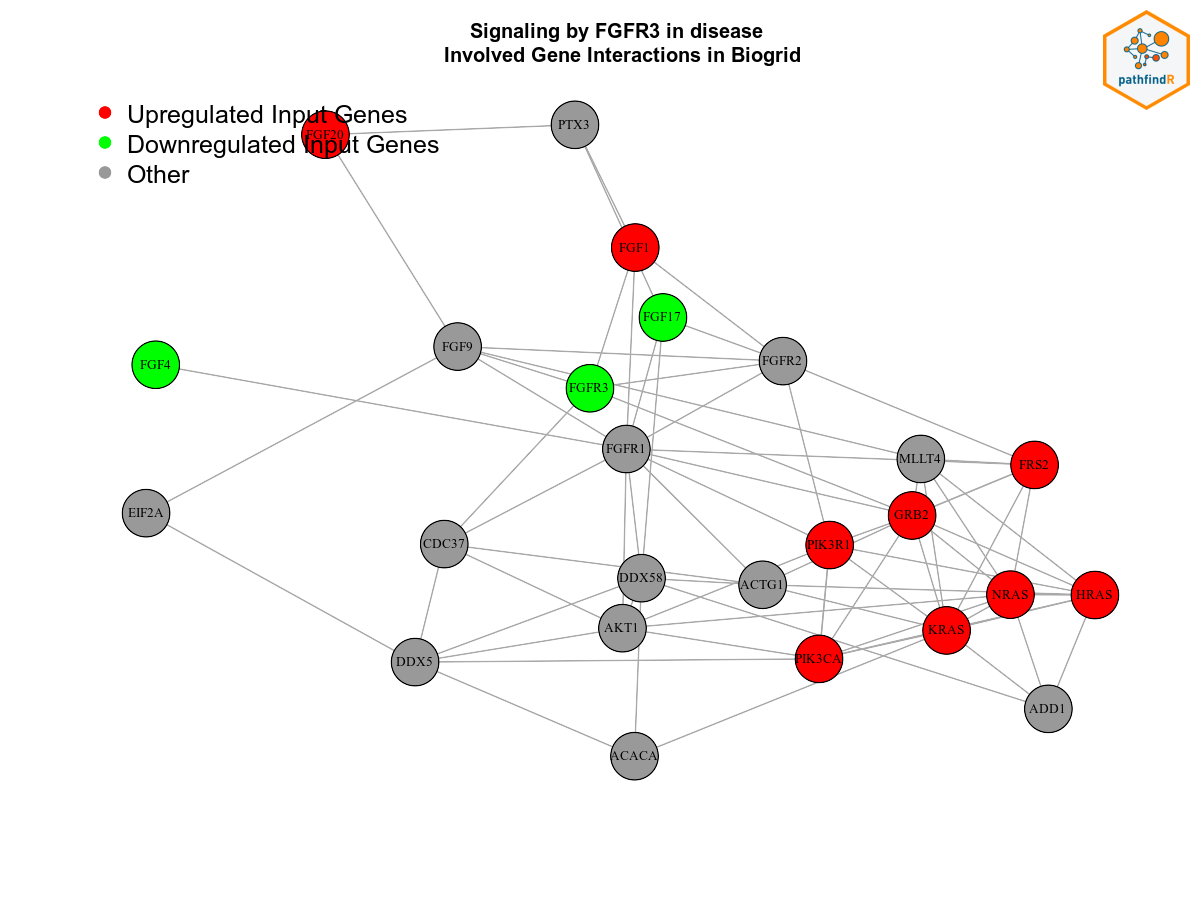 Signaling by FGFR3 in disease
Involved Gene Interactions in Biogrid
pathfindR
Upregulated Input Genes
Downregulated Input Genes
Other
FGF20
PTX3
FGF1
FGF17
FGF9
FGFR2
FGF4
FGFR3
FGFR1
MLLT4
FRS2
EIF2A
GRB2
CDC37
PIK3R1
DDX58
ACTG1
NRAS
HRAS
AKT1
KRAS
DDX5
PIK3CA
ADD1
ACACA